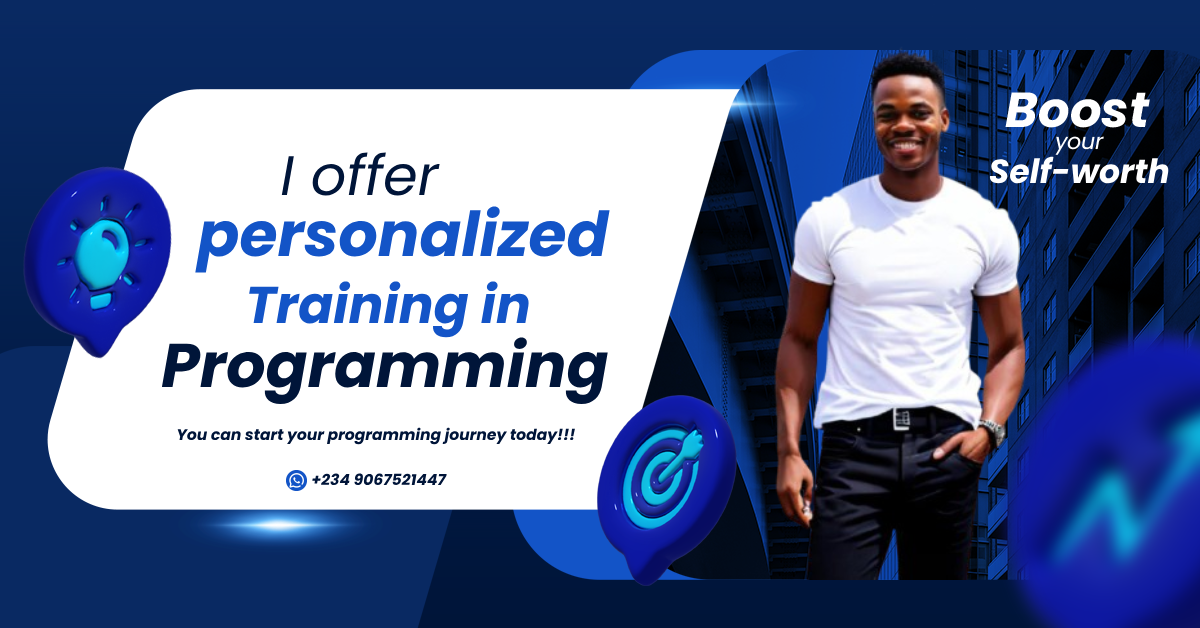 I offer
personalized
Training in
Programming
You can start your programming journey today!!!
+234 9067521447
Boost
your
Self-worth